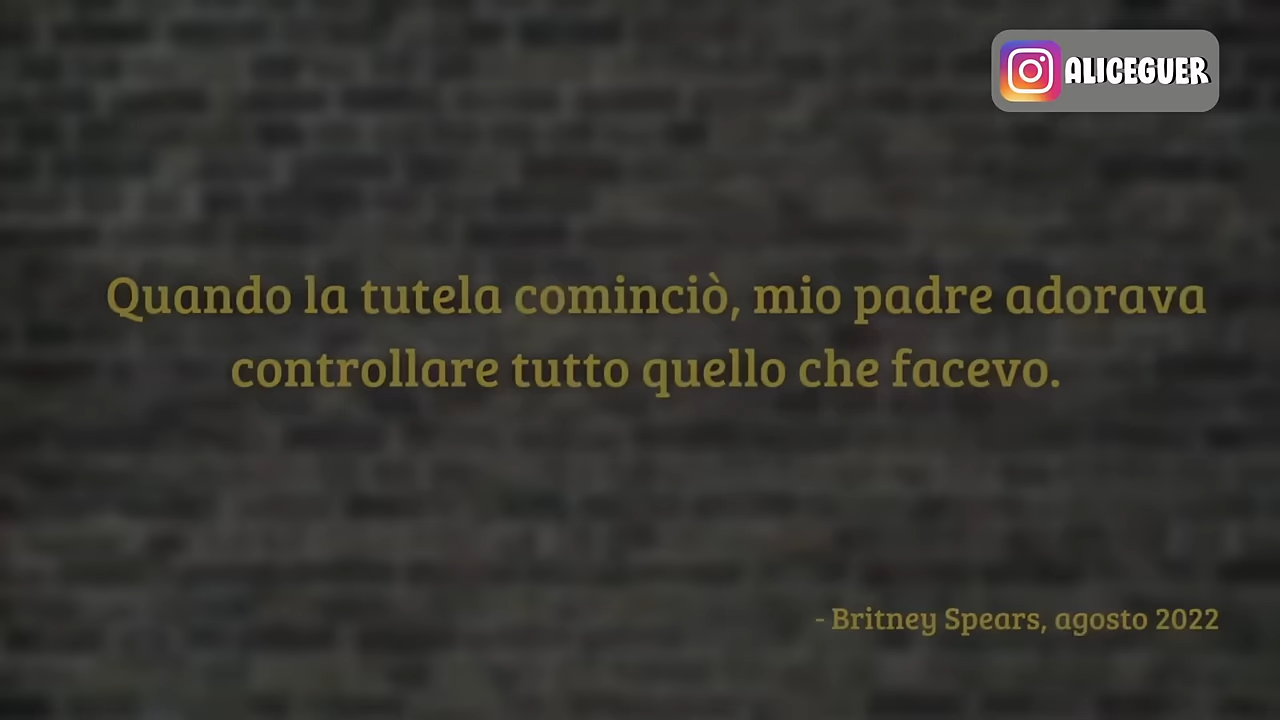 ALICEGUER
Quando la tutela cominciò, mio padre adorava
controllare tutto quello che facevo.
- Britney Spears, agosto 2022